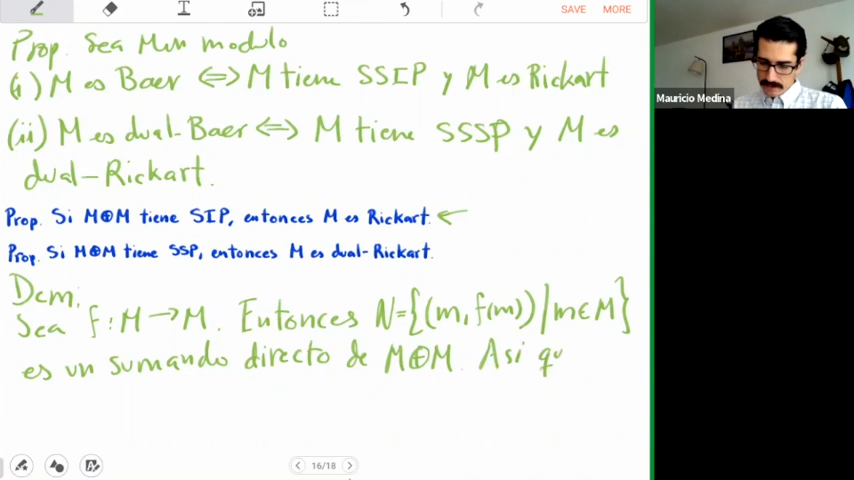 SAVE MORE
Prop. Sea M un modulo
(i) M es Baer ⟺ M tiene SSIP y M es Rickart
(ii) M es dual-Baer ⟺ M tiene SSSP y M es
dual-Rickart.
Prop. Si M⊕M tiene SIP, entonces M es Rickart. ←
Prop. Si M⊕M tiene SSP, entonces M es dual-Rickart.
Dem:
Sea f: M → M. Entonces N={(m,f(m)) | m∈M}
es un sumando directo de M⊕M. Asi qu
16/18
Mauricio Medina